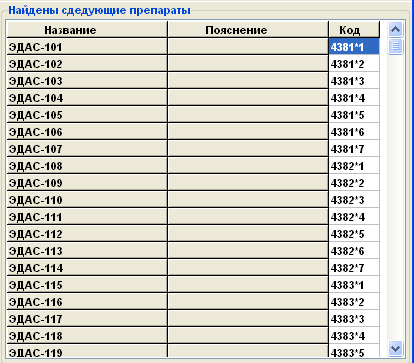 Найдены сдедующие препараты
Название Пояснение Код
ЭДАС-101 4381*1
ЭДАС-102 4381*2
ЭДАС-103 4381*3
ЭДАС-104 4381*4
ЭДАС-105 4381*5
ЭДАС-106 4381*6
ЭДАС-107 4381*7
ЭДАС-108 4382*1
ЭДАС-109 4382*2
ЭДАС-110 4382*3
ЭДАС-111 4382*4
ЭДАС-112 4382*5
ЭДАС-113 4382*6
ЭДАС-114 4382*7
ЭДАС-115 4383*1
ЭДАС-116 4383*2
ЭДАС-117 4383*3
ЭДАС-118 4383*4
ЭДАС-119 4383*5